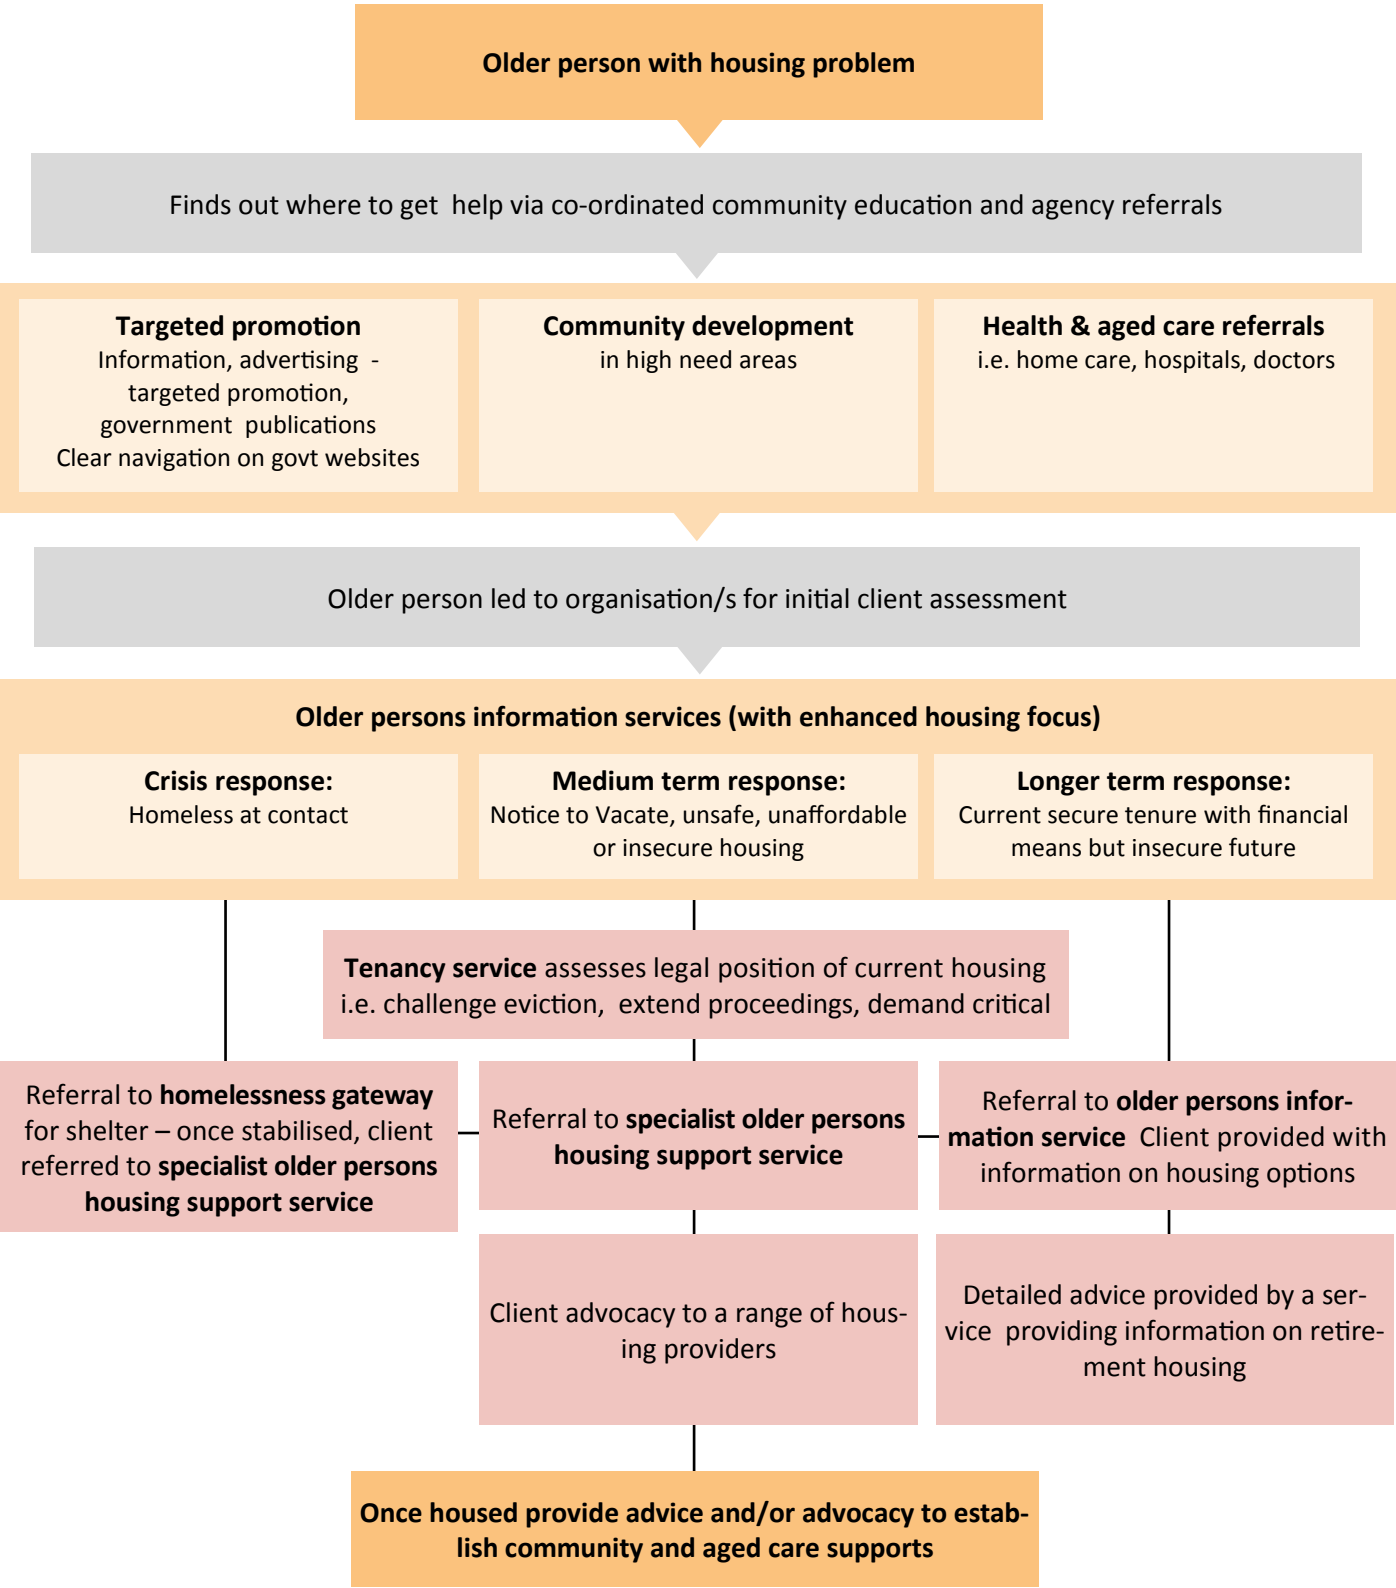 Older person with housing problem
Finds out where to get  help via co-ordinated community education and agency referrals
Targeted promotion
Information, advertising  -
targeted promotion,
government  publications
Clear navigation on govt websites
Community development
in high need areas
Health & aged care referrals
i.e. home care, hospitals, doctors
Older person led to organisation/s for initial client assessment
Older persons information services (with enhanced housing focus)
Crisis response:
Homeless at contact
Medium term response:
Notice to Vacate, unsafe, unaffordable
or insecure housing
Longer term response:
Current secure tenure with financial
means but insecure future
Tenancy service assesses legal position of current housing
i.e. challenge eviction,  extend proceedings, demand critical
Referral to homelessness gateway
for shelter – once stabilised, client
referred to specialist older persons
housing support service
Referral to specialist older persons
housing support service
Referral to older persons infor-
mation service  Client provided with
information on housing options
Client advocacy to a range of hous-
ing providers
Detailed advice provided by a ser-
vice  providing information on retire-
ment housing
Once housed provide advice and/or advocacy to estab-
lish community and aged care supports